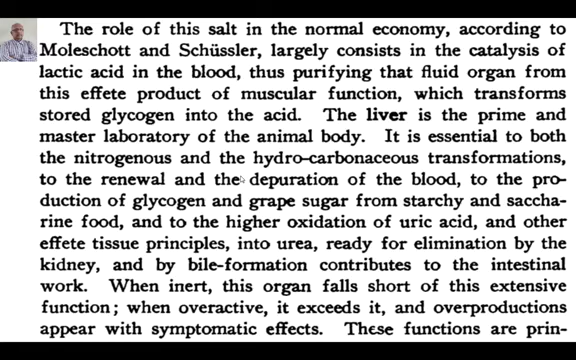 The role of this salt in the normal economy, according to
Moleschott and Schüssler, largely consists in the catalysis of
lactic acid in the blood, thus purifying that fluid organ from
this effete product of muscular function, which transforms
stored glycogen into the acid. The liver is the prime and
master laboratory of the animal body. It is essential to both
the nitrogenous and the hydro-carbonaceous transformations,
to the renewal and the depuration of the blood, to the pro-
duction of glycogen and grape sugar from starchy and saccha-
rine food, and to the higher oxidation of uric acid, and other
effete tissue principles, into urea, ready for elimination by the
kidney, and by bile-formation contributes to the intestinal
work. When inert, this organ falls short of this extensive
function; when overactive, it exceeds it, and overproductions
appear with symptomatic effects. These functions are prin-